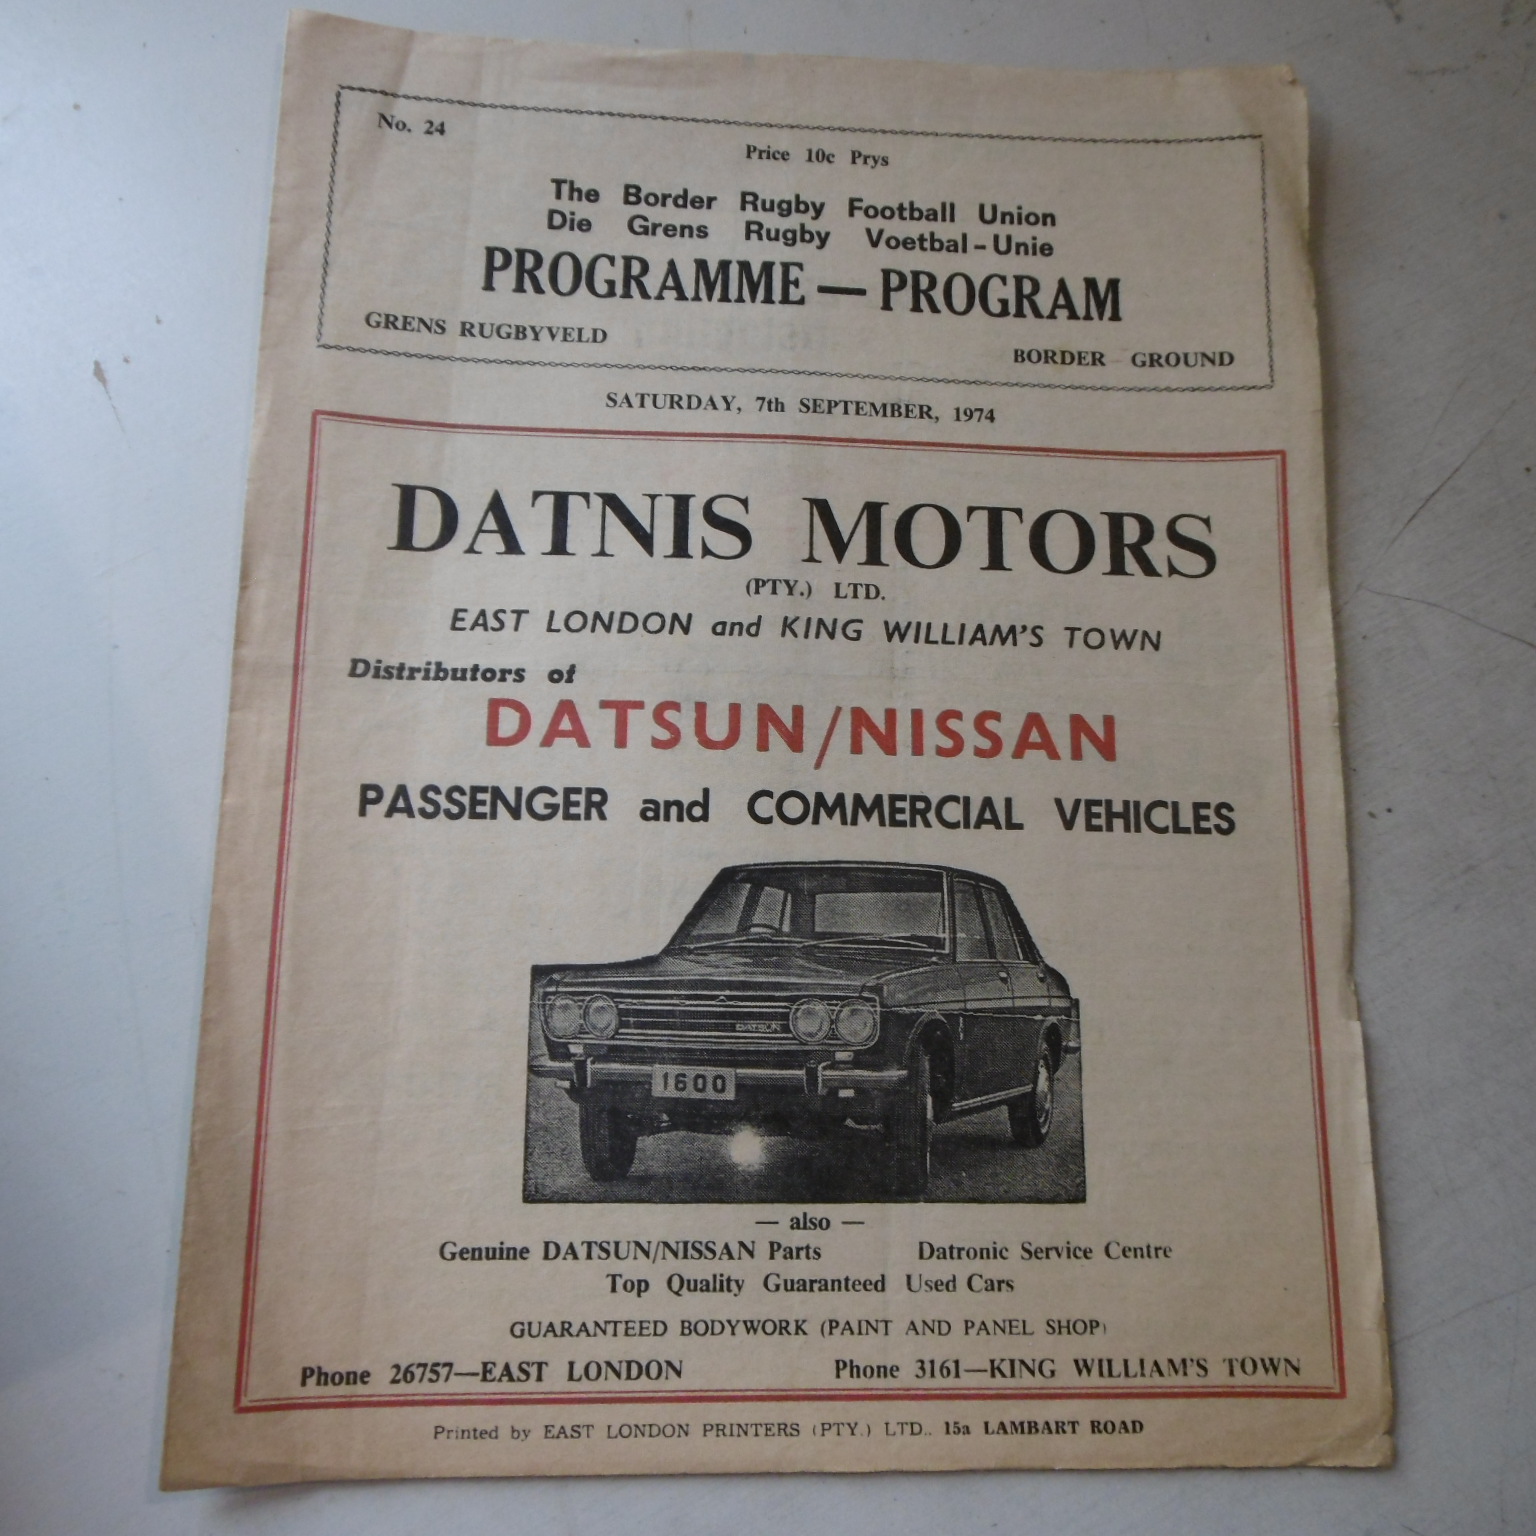 No. 24
Price 10c Prys
The Border Rugby Football Union
Die Grens Rugby Voetbal-Unie
PROGRAMME — PROGRAM
GRENS RUGBYVELD
BORDER GROUND
SATURDAY, 7th SEPTEMBER, 1974
DATNIS MOTORS
(PTY.) LTD.
EAST LONDON and KING WILLIAM'S TOWN
Distributors of
DATSUN/NISSAN
PASSENGER and COMMERCIAL VEHICLES
DATSUN
1600
— also —
Genuine DATSUN/NISSAN Parts Datronic Service Centre
Top Quality Guaranteed Used Cars
GUARANTEED BODYWORK (PAINT AND PANEL SHOP)
Phone 26757—EAST LONDON Phone 3161—KING WILLIAM'S TOWN
Printed by EAST LONDON PRINTERS (PTY.) LTD.. 15a LAMBART ROAD